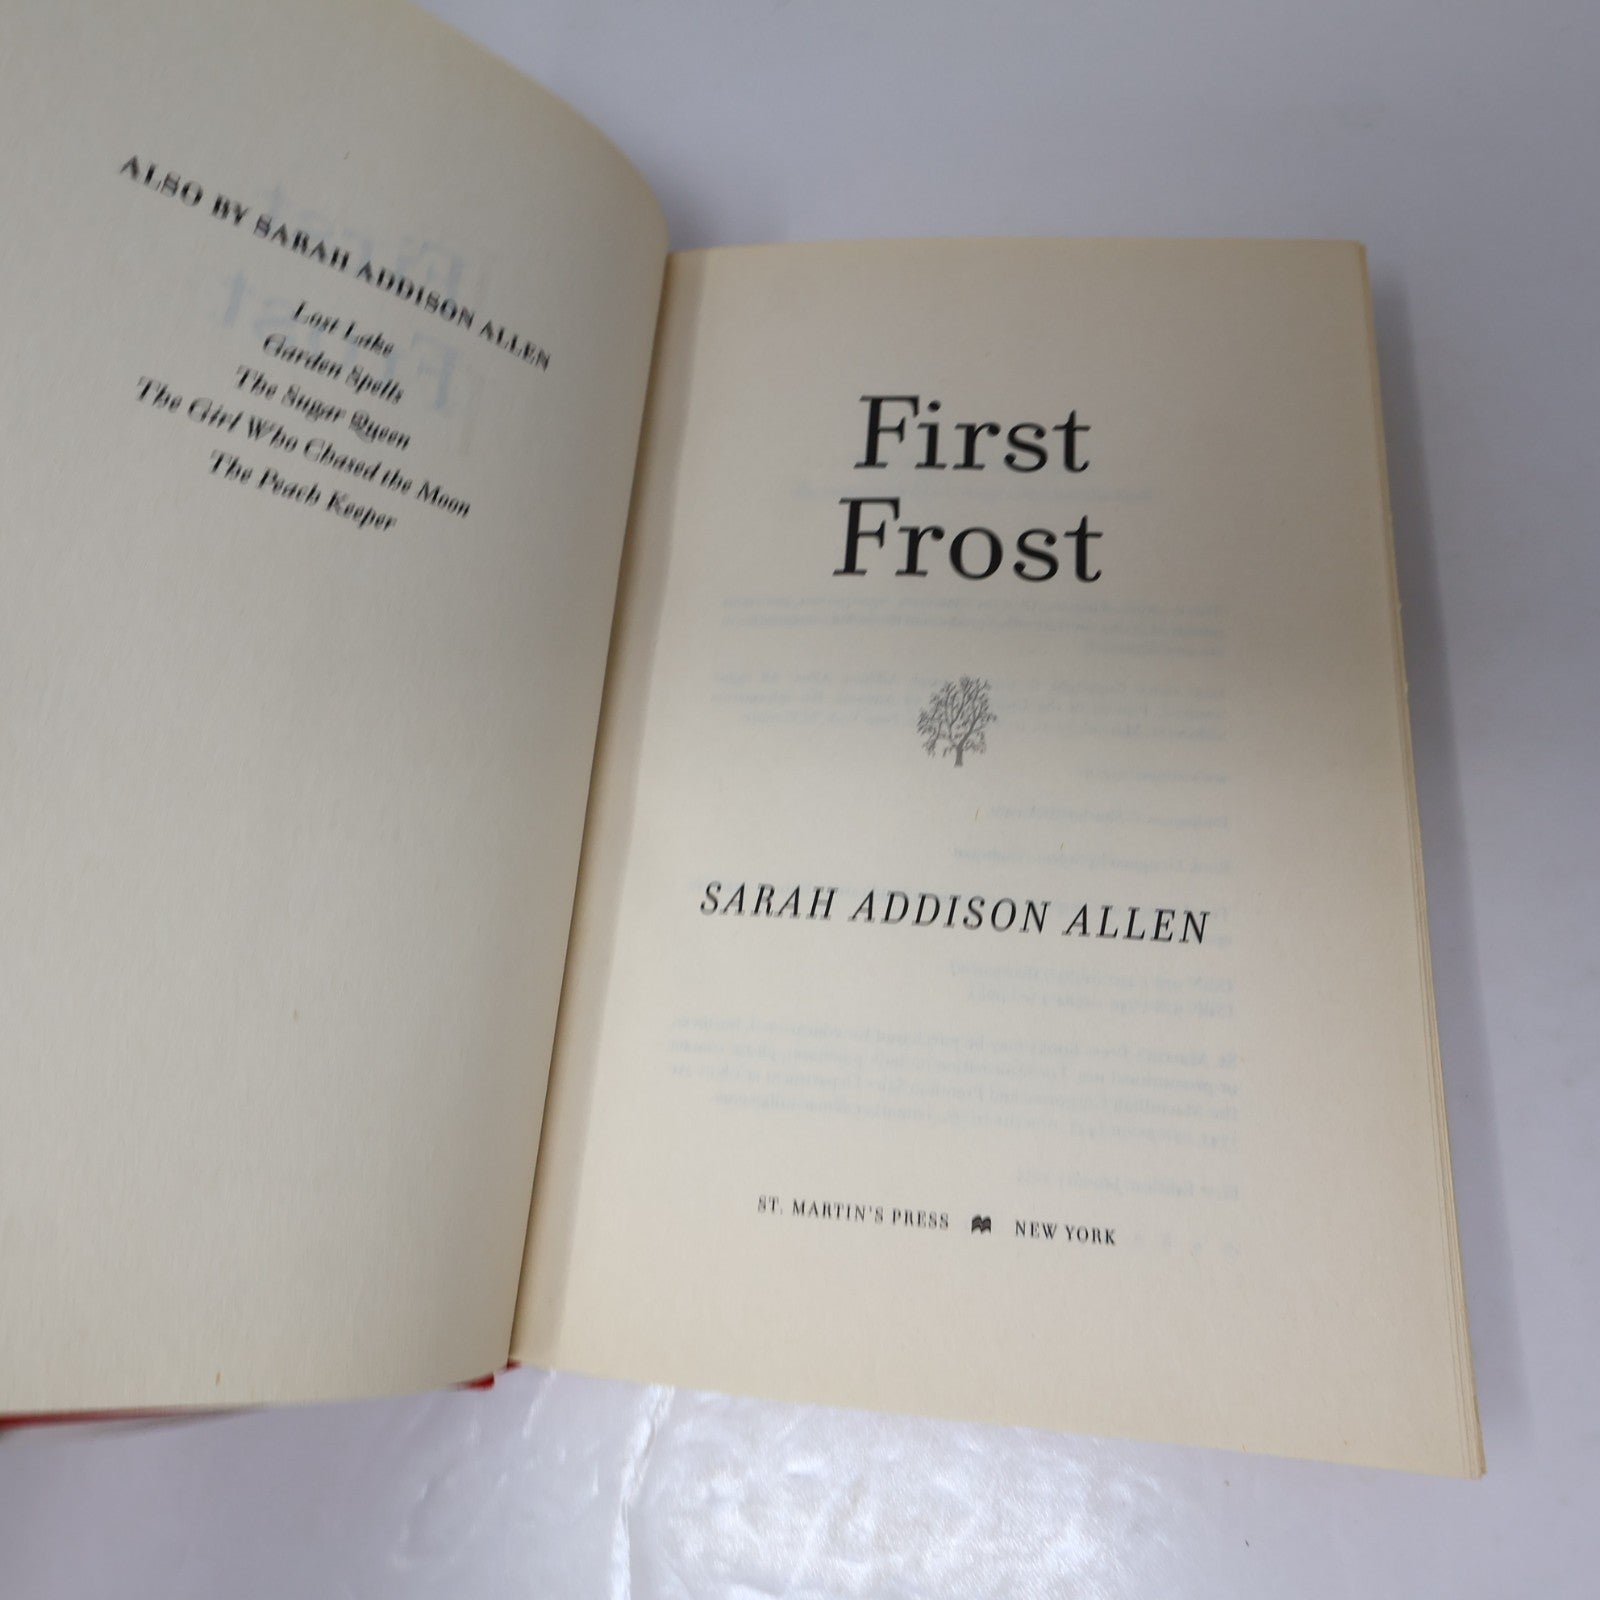 ALSO BY SARAH ADDISON ALLEN
Lost Lake
Garden Spells
The Sugar Queen
The Girl Who Chased the Moon
The Peach Keeper
First
Frost
SARAH ADDISON ALLEN
ST. MARTIN'S PRESS NEW YORK